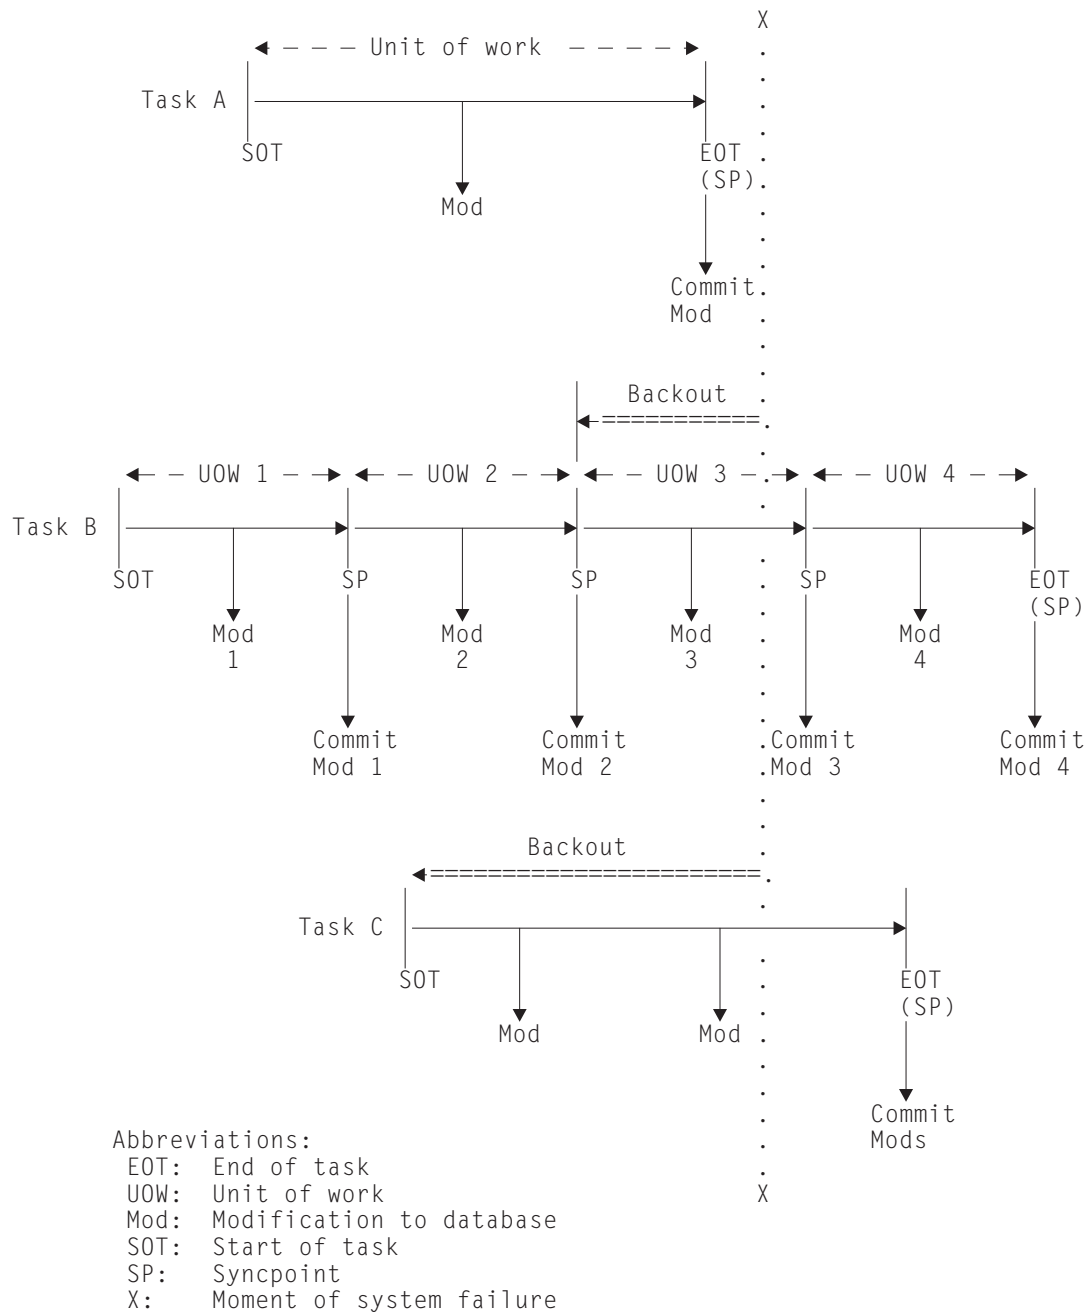 X
Unit of work
Task A
SOT
EOT
(SP)
Mod
Commit
Mod
Backout
UOW 1 UOW 2 UOW 3 UOW 4
Task B
SOT SP SP SP EOT
(SP)
Mod Mod Mod Mod
1 2 3 4
Commit Commit Commit Commit
Mod 1 Mod 2 Mod 3 Mod 4
Backout
Task C
SOT EOT
(SP)
Mod Mod
Commit
Mods
Abbreviations:
EOT: End of task
UOW: Unit of work
X
Mod: Modification to database
SOT: Start of task
SP: Syncpoint
X: Moment of system failure